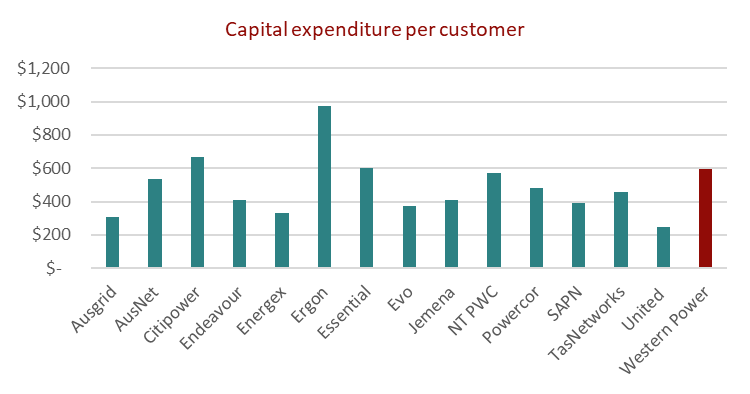 Capital expenditure per customer
$1,200
$1,000
$800
$600
$400
$200
$-
Ausgrid
AusNet
Citipower
Endeavour
Energex
Ergon
Essential
Evo
Jemena
NT PWC
Powercor
SAPN
TasNetworks
United
Western Power